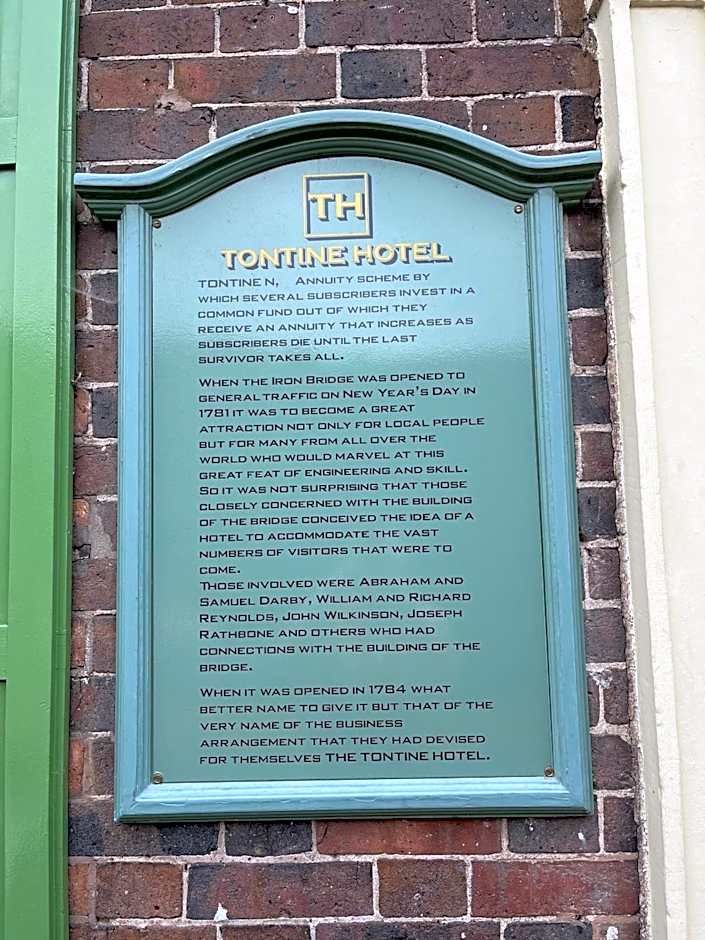 TH
TONTINE HOTEL
TONTINE N, ANNUITY SCHEME BY
WHICH SEVERAL SUBSCRIBERS INVEST IN A
COMMON FUND OUT OF WHICH THEY
RECEIVE AN ANNUITY THAT INCREASES AS
SUBSCRIBERS DIE UNTIL THE LAST
SURVIVOR TAKES ALL.
WHEN THE IRON BRIDGE WAS OPENED TO
GENERAL TRAFFIC ON NEW YEAR'S DAY IN
1781 IT WAS TO BECOME A GREAT
ATTRACTION NOT ONLY FOR LOCAL PEOPLE
BUT FOR MANY FROM ALL OVER THE
WORLD WHO WOULD MARVEL AT THIS
GREAT FEAT OF ENGINEERING AND SKILL.
SO IT WAS NOT SURPRISING THAT THOSE
CLOSELY CONCERNED WITH THE BUILDING
OF THE BRIDGE CONCEIVED THE IDEA OF A
HOTEL TO ACCOMMODATE THE VAST
NUMBERS OF VISITORS THAT WERE TO
COME.
THOSE INVOLVED WERE ABRAHAM AND
SAMUEL DARBY, WILLIAM AND RICHARD
REYNOLDS, JOHN WILKINSON, JOSEPH
RATHBONE AND OTHERS WHO HAD
CONNECTIONS WITH THE BUILDING OF THE
BRIDGE.
WHEN IT WAS OPENED IN 1784 WHAT
BETTER NAME TO GIVE IT BUT THAT OF THE
VERY NAME OF THE BUSINESS
ARRANGEMENT THAT THEY HAD DEVISED
FOR THEMSELVES THE TONTINE HOTEL.